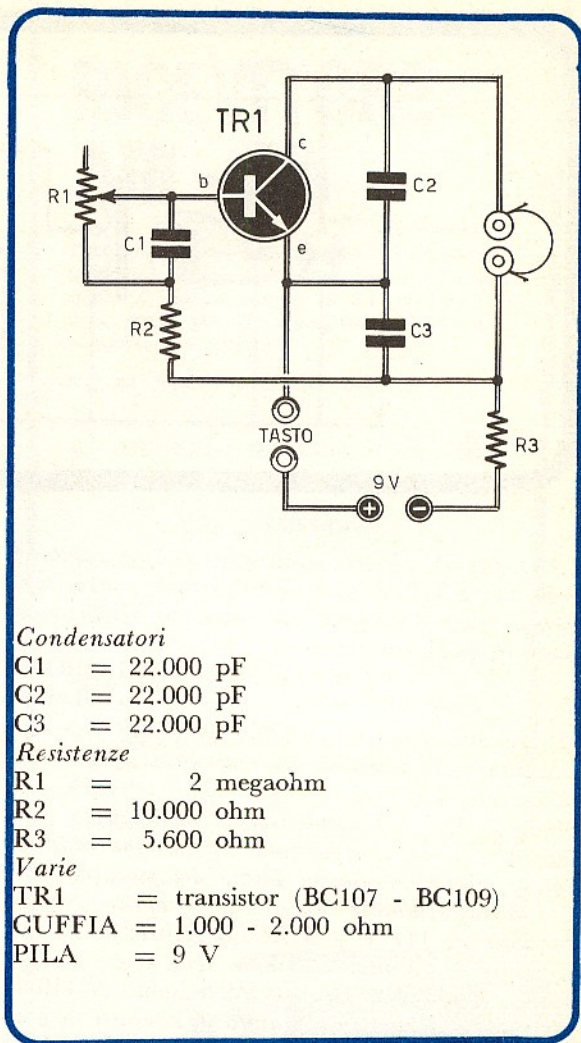 TR1
c
b
R1
C1
C2
e
R2
C3
TASTO
R3
9 V
+
-
Condensatori
C1 = 22.000 pF
C2 = 22.000 pF
C3 = 22.000 pF
Resistenze
R1 = 2 megaohm
R2 = 10.000 ohm
R3 = 5.600 ohm
Varie
TR1 = transistor (BC107 - BC109)
CUFFIA = 1.000 - 2.000 ohm
PILA = 9 V